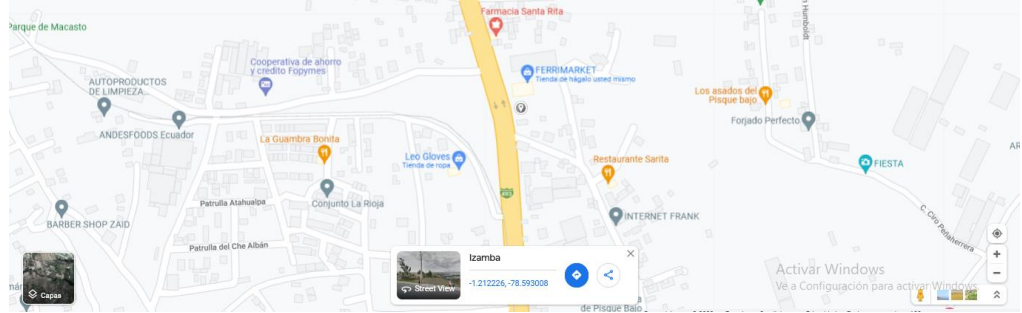 Parque de Macasto
Farmacia Santa Rita
Cooperativa de ahorro
y crédito Fopymes
FERRIMARKET
Tienda de hágalo usted mismo
AUTOPRODUCTOS
DE LIMPIEZA...
Los asados del
Pisque bajo
Forjado Perfecto
ANDESFOODS Ecuador
La Guambra Bonita
Leo Gloves
Tienda de ropa
Restaurante Sarita
FIESTA
Patrulla Atahualpa
Conjunto La Rioja
BARBER SHOP ZAID
INTERNET FRANK
C. Ciro Peñaherrera
Patrulla del Che Albán
Izamba
-1.212226, -78.593008
Street View
Capas
Activar Windows
Ve a Configuración para activar Windows.
de Pisque Bajo